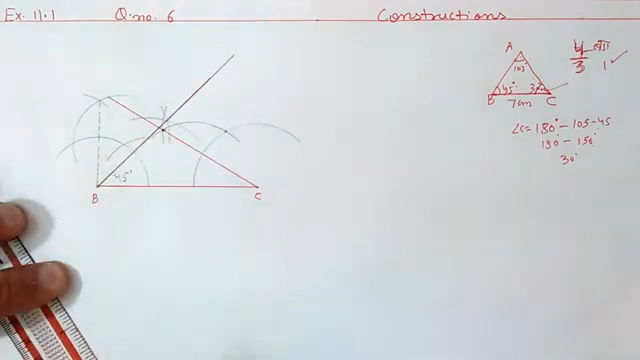 Ex. 11.1 Q.no. 6 Constructions
A
105°
45° 30°
B C
7cm
4
3
1 ✓
∠C = 180° - 105 - 45
180 - 150°
30°
45°
B C